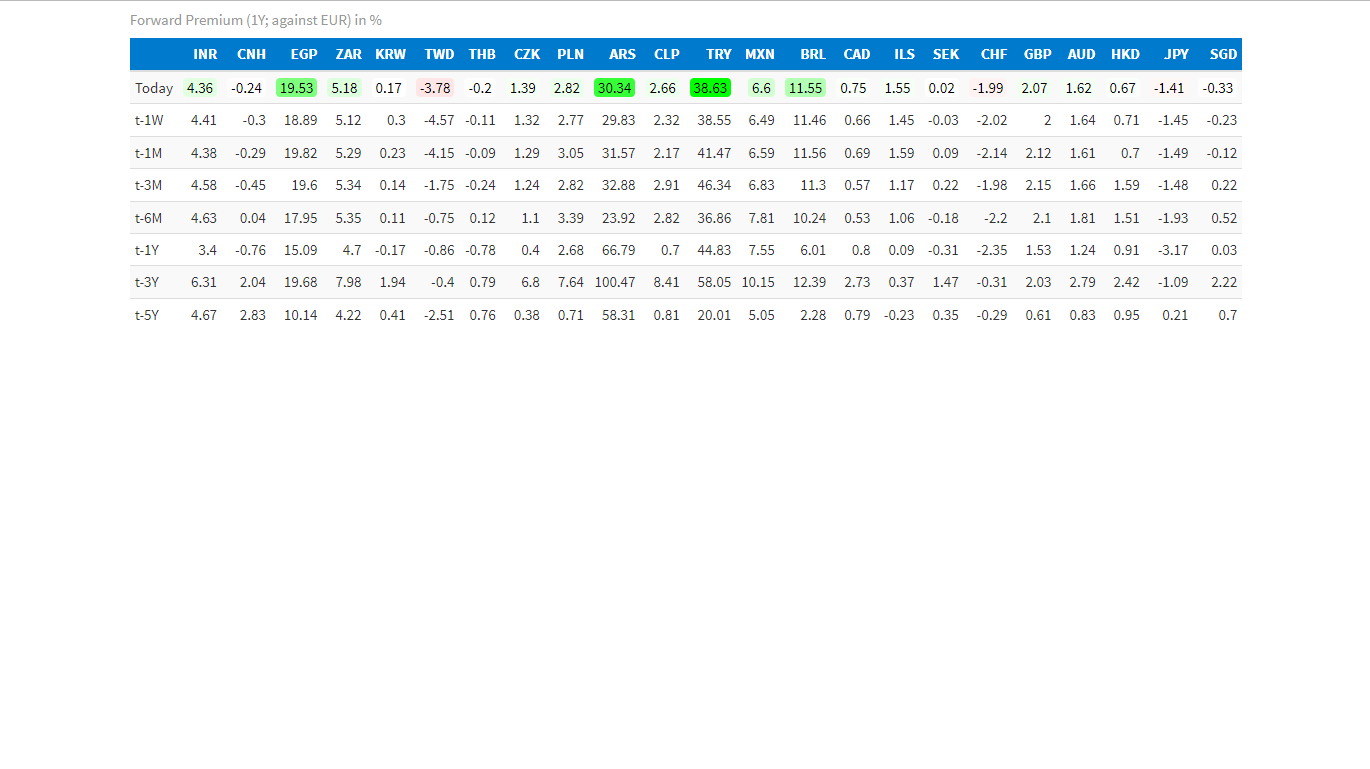 Forward Premium (1Y; against EUR) in %
INR CNH EGP ZAR KRW TWD THB CZK PLN ARS CLP TRY MXN BRL CAD ILS SEK CHF GBP AUD HKD JPY SGD
Today 4.36 -0.24 19.53 5.18 0.17 -3.78 -0.2 1.39 2.82 30.34 2.66 38.63 6.6 11.55 0.75 1.55 0.02 -1.99 2.07 1.62 0.67 -1.41 -0.33
t-1W 4.41 -0.3 18.89 5.12 0.3 -4.57 -0.11 1.32 2.77 29.83 2.32 38.55 6.49 11.46 0.66 1.45 -0.03 -2.02 2 1.64 0.71 -1.45 -0.23
t-1M 4.38 -0.29 19.82 5.29 0.23 -4.15 -0.09 1.29 3.05 31.57 2.17 41.47 6.59 11.56 0.69 1.59 0.09 -2.14 2.12 1.61 0.7 -1.49 -0.12
t-3M 4.58 -0.45 19.6 5.34 0.14 -1.75 -0.24 1.24 2.82 32.88 2.91 46.34 6.83 11.3 0.57 1.17 0.22 -1.98 2.15 1.66 1.59 -1.48 0.22
t-6M 4.63 0.04 17.95 5.35 0.11 -0.75 0.12 1.1 3.39 23.92 2.82 36.86 7.81 10.24 0.53 1.06 -0.18 -2.2 2.1 1.81 1.51 -1.93 0.52
t-1Y 3.4 -0.76 15.09 4.7 -0.17 -0.86 -0.78 0.4 2.68 66.79 0.7 44.83 7.55 6.01 0.8 0.09 -0.31 -2.35 1.53 1.24 0.91 -3.17 0.03
t-3Y 6.31 2.04 19.68 7.98 1.94 -0.4 0.79 6.8 7.64 100.47 8.41 58.05 10.15 12.39 2.73 0.37 1.47 -0.31 2.03 2.79 2.42 -1.09 2.22
t-5Y 4.67 2.83 10.14 4.22 0.41 -2.51 0.76 0.38 0.71 58.31 0.81 20.01 5.05 2.28 0.79 -0.23 0.35 -0.29 0.61 0.83 0.95 0.21 0.7